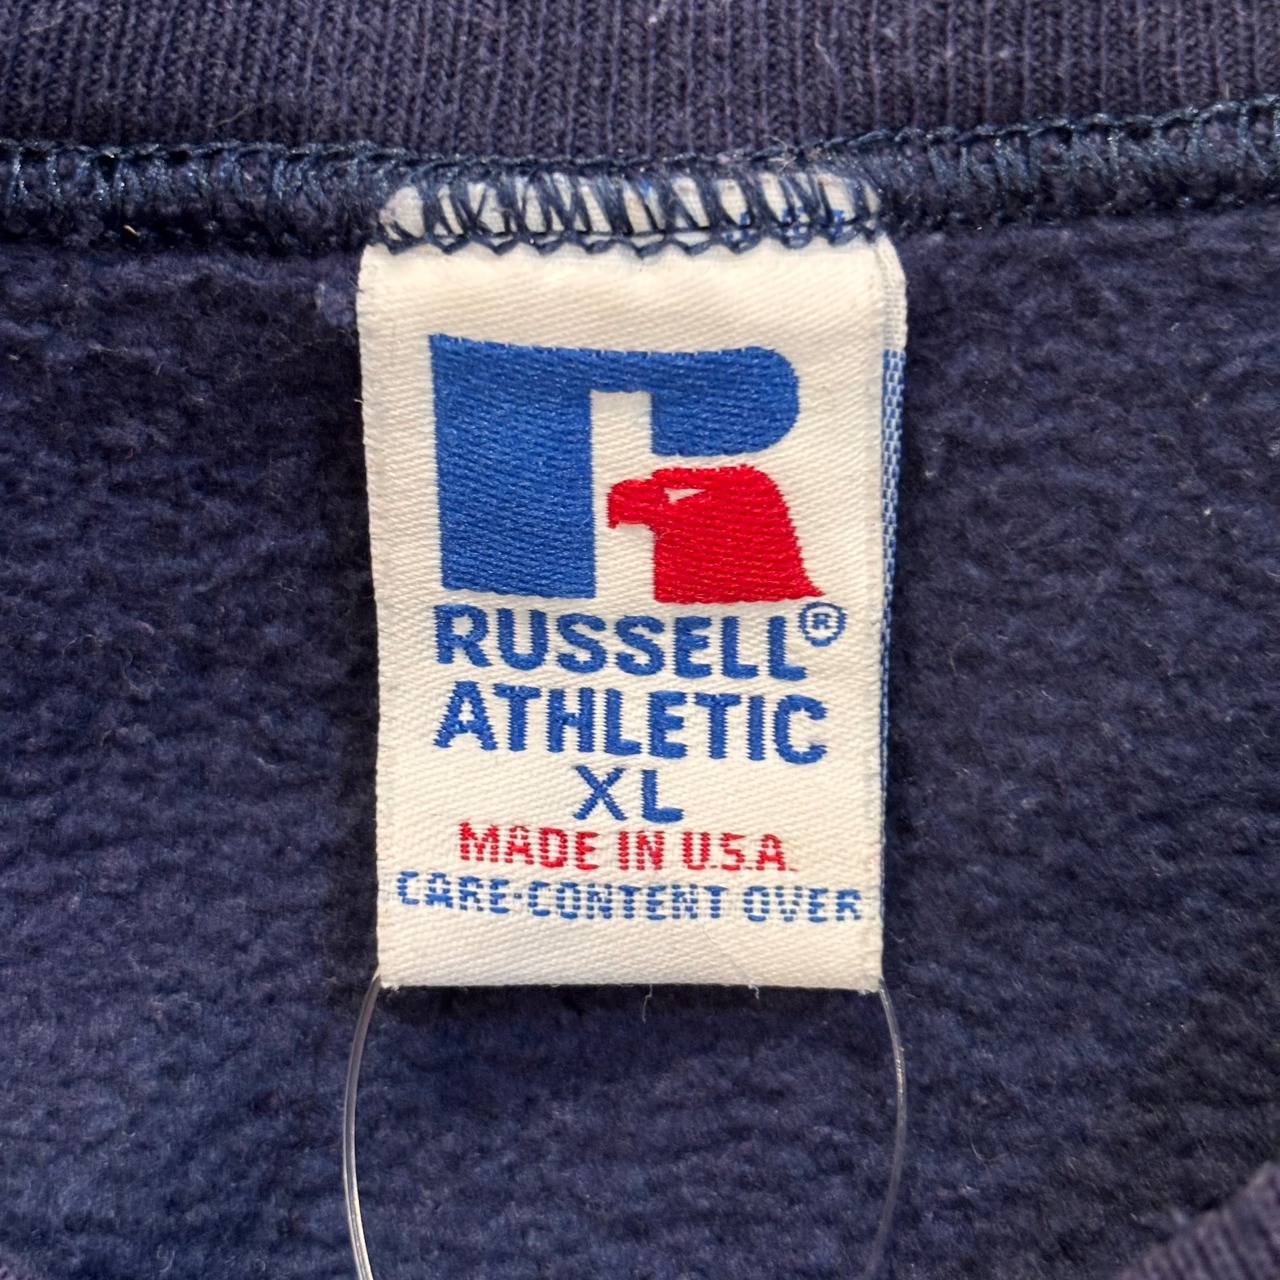 RUSSELL®
ATHLETIC
XL
MADE IN U.S.A.
CARE-CONTENT OVER